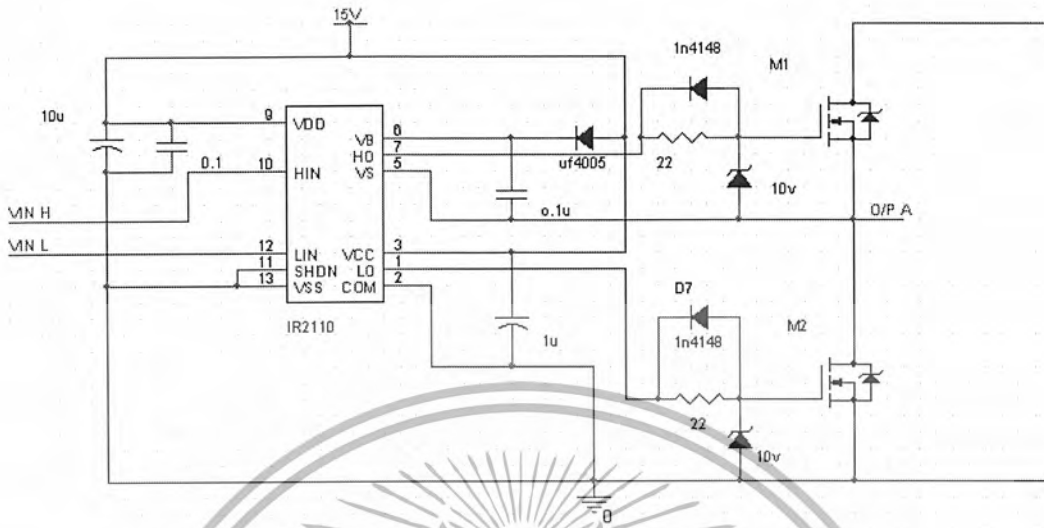 15V
1n4148
M1
10u
9
VDD
VB
6
HO
7
VS
5
0.1
10
HIN
uf4005
22
10v
o.1u
O/P A
VIN H
VIN L
12
LIN
VCC
3
11
SHDN
LO
1
13
VSS
COM
2
IR2110
1u
D7
1n4148
M2
22
10v
0